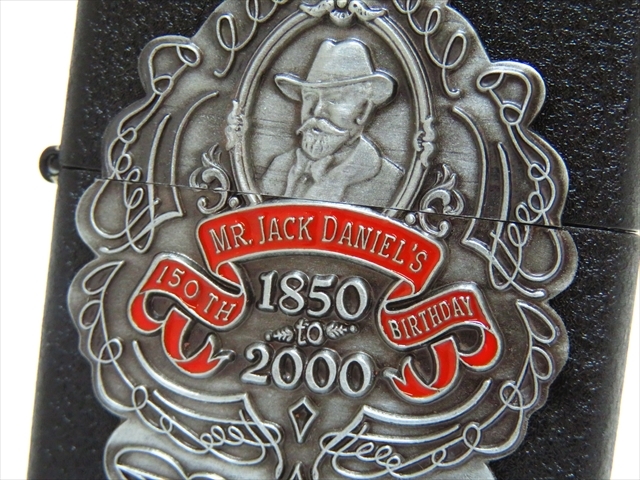 MR. JACK DANIEL'S
150TH BIRTHDAY
1850
to
2000